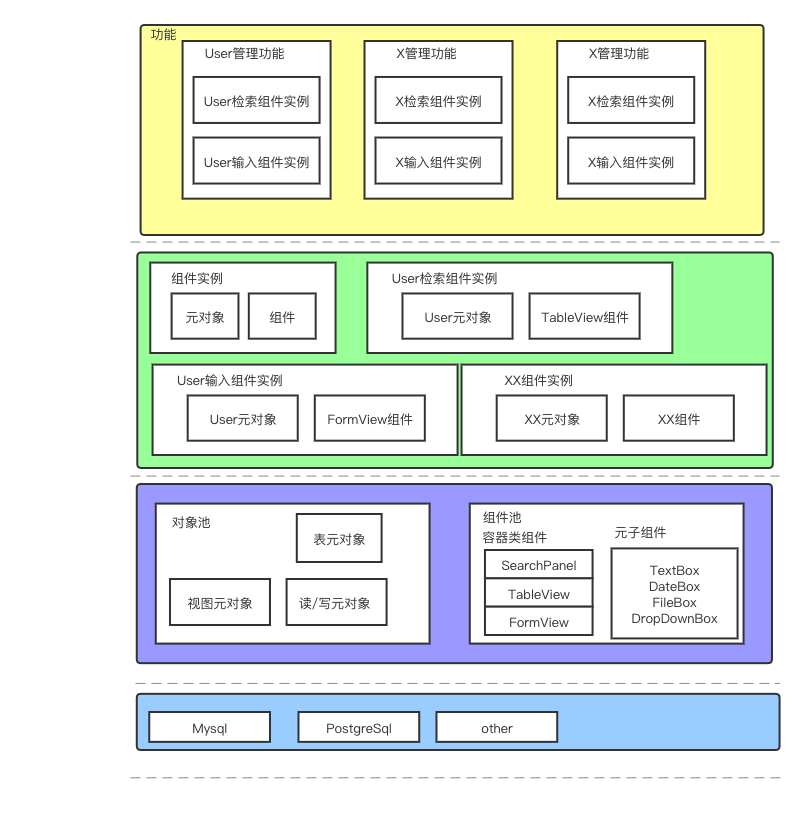 功能
User管理功能
User检索组件实例
User输入组件实例
X管理功能
X检索组件实例
X输入组件实例
X管理功能
X检索组件实例
X输入组件实例
组件实例
元对象
组件
User检索组件实例
User元对象
TableView组件
User输入组件实例
User元对象
FormView组件
XX组件实例
XX元对象
XX组件
对象池
表元对象
视图元对象
读/写元对象
组件池
容器类组件
SearchPanel
TableView
FormView
元子组件
TextBox
DateBox
FileBox
DropDownBox
Mysql
PostgreSql
other